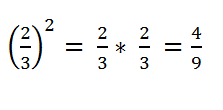 (2/3)² = 2/3 * 2/3 = 4/9